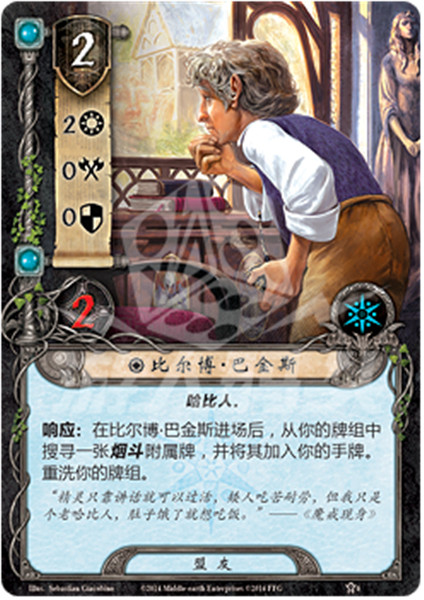 2
2
0
0
2
比尔博·巴金斯
哈比人.
响应：在比尔博·巴金斯进场后，从你的牌组中
搜寻一张烟斗附属牌，并将其加入你的手牌。
重洗你的牌组。
“精灵只靠讲话就可以过活，矮人吃苦耐劳，但我只是
个老哈比人，肚子饿了就想吃饭。”——《魔戒现身》
盟友
Illus. Sebastian Giacobino ©2014 Middle-earth Enterprises ©2014 FFG